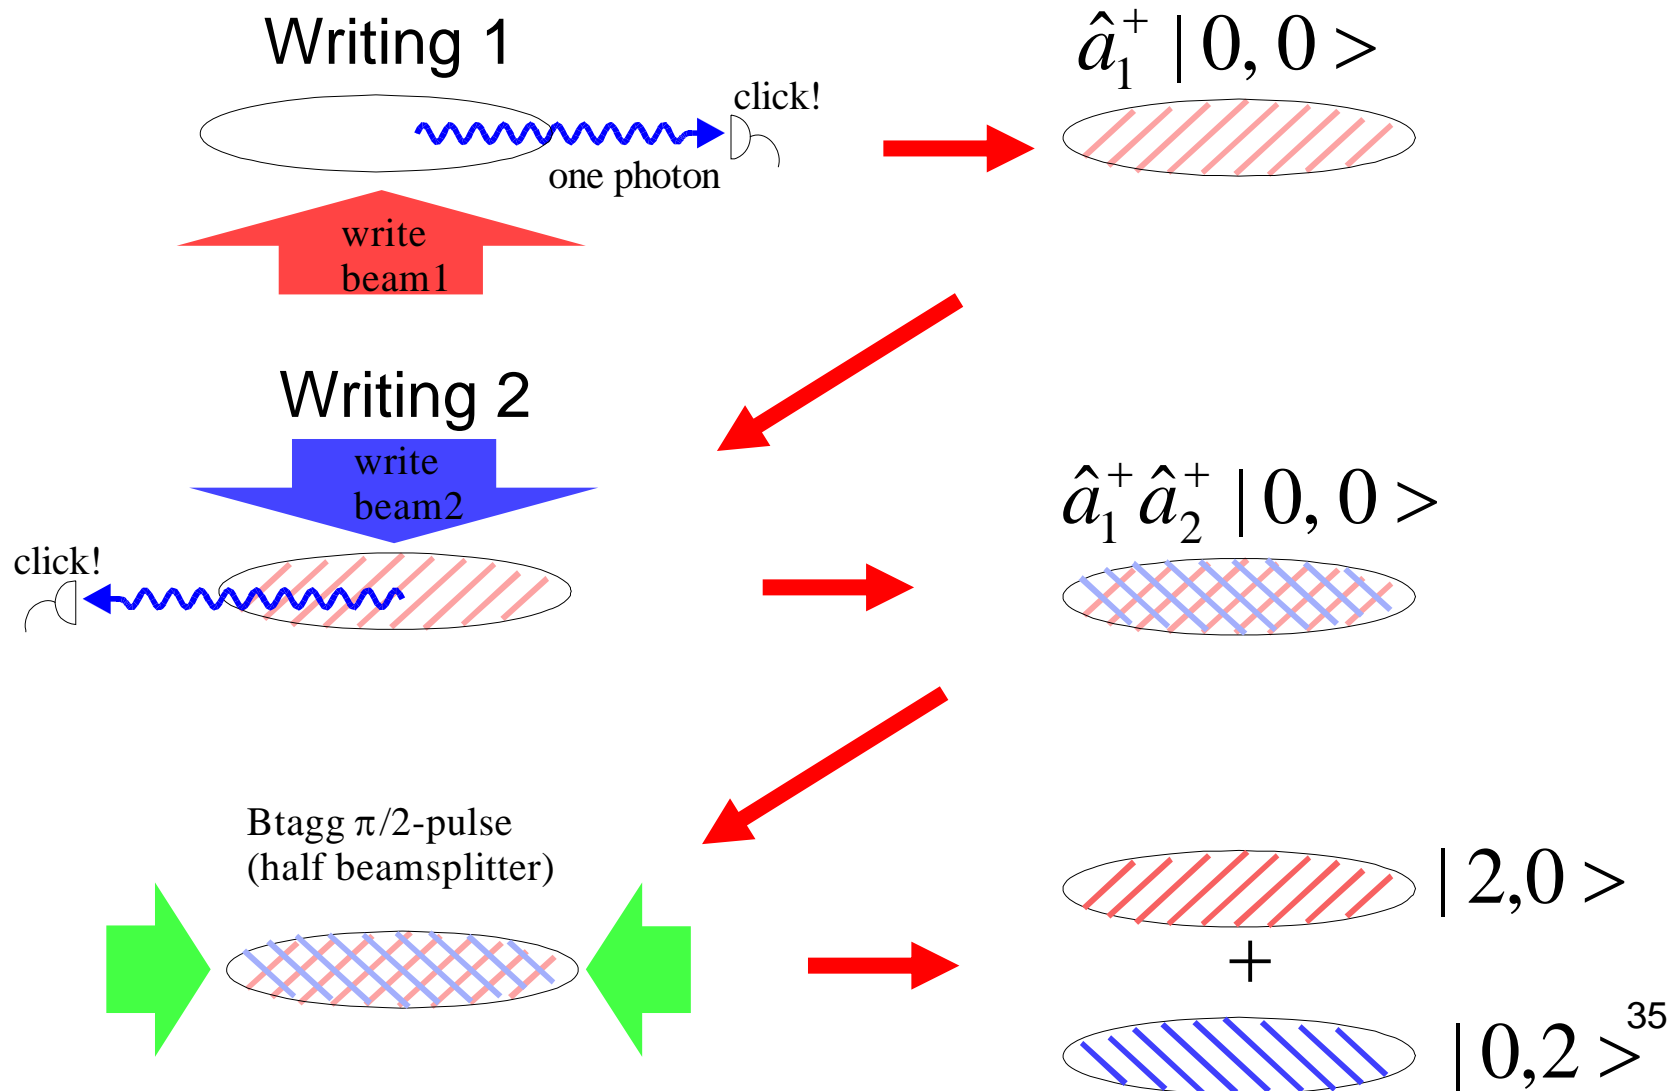 Writing 1
click!
one photon
write
beam1
â₁⁺ | 0, 0 >
Writing 2
write
beam2
click!
â₁⁺ â₂⁺ | 0, 0 >
Btagg π/2-pulse
(half beamsplitter)
| 2,0 >
+
| 0,2 >
35